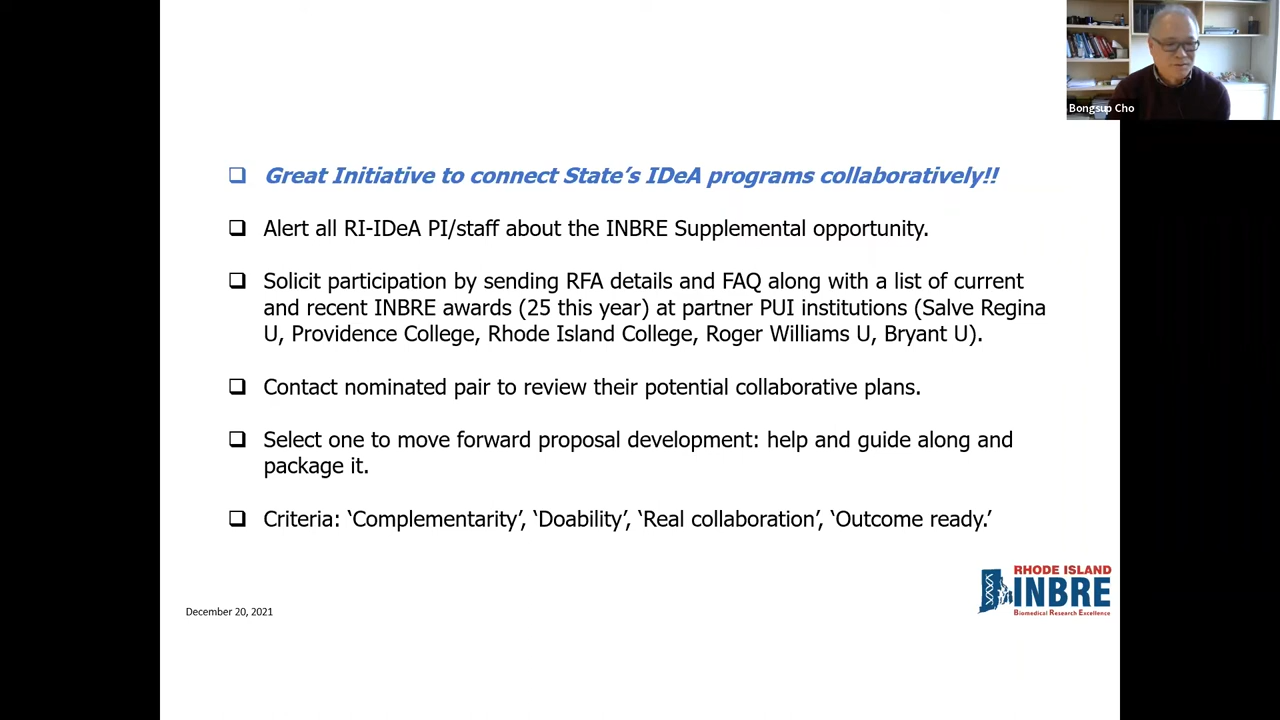 Bongsup Cho
❑ Great Initiative to connect State’s IDeA programs collaboratively!!
❑ Alert all RI-IDeA PI/staff about the INBRE Supplemental opportunity.
❑ Solicit participation by sending RFA details and FAQ along with a list of current
and recent INBRE awards (25 this year) at partner PUI institutions (Salve Regina
U, Providence College, Rhode Island College, Roger Williams U, Bryant U).
❑ Contact nominated pair to review their potential collaborative plans.
❑ Select one to move forward proposal development: help and guide along and
package it.
❑ Criteria: ‘Complementarity’, ‘Doability’, ‘Real collaboration’, ‘Outcome ready.’
RHODE ISLAND
INBRE
Biomedical Research Excellence
December 20, 2021